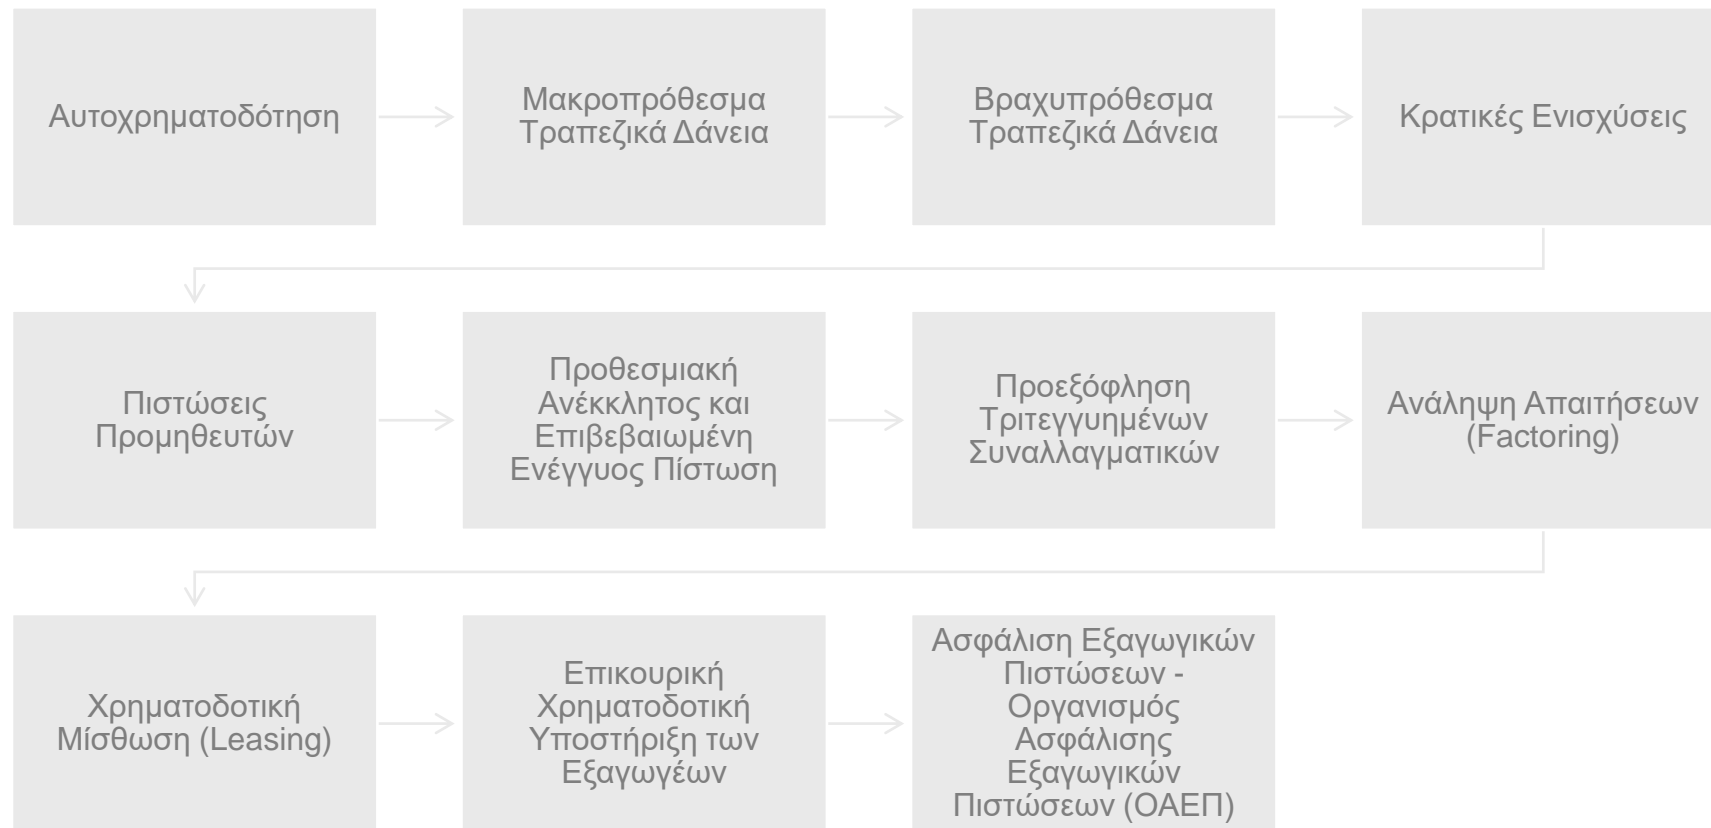 Αυτοχρηματοδότηση
Μακροπρόθεσμα
Τραπεζικά Δάνεια
Βραχυπρόθεσμα
Τραπεζικά Δάνεια
Κρατικές Ενισχύσεις
Πιστώσεις
Προμηθευτών
Προθεσμιακή
Ανέκκλητος και
Επιβεβαιωμένη
Ενέγγυος Πίστωση
Προεξόφληση
Τριτεγγυημένων
Συναλλαγματικών
Ανάληψη Απαιτήσεων
(Factoring)
Χρηματοδοτική
Μίσθωση (Leasing)
Επικουρική
Χρηματοδοτική
Υποστήριξη των
Εξαγωγέων
Ασφάλιση Εξαγωγικών
Πιστώσεων -
Οργανισμός
Ασφάλισης
Εξαγωγικών
Πιστώσεων (ΟΑΕΠ)